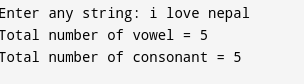 Enter any string: i love nepal
Total number of vowel = 5
Total number of consonant = 5